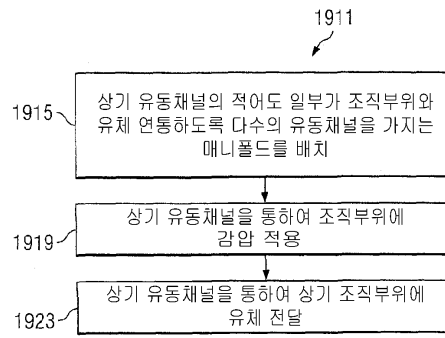 1911
1915
상기 유동채널의 적어도 일부가 조직부위와
유체 연통하도록 다수의 유동채널을 가지는
매니폴드를 배치
1919
상기 유동채널을 통하여 조직부위에
감압 적용
1923
상기 유동채널을 통하여 상기 조직부위에
유체 전달